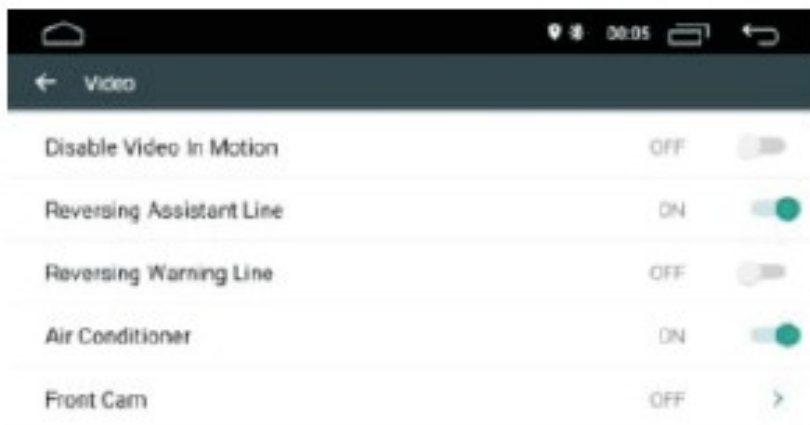 00:05
Video
Disable Video In Motion OFF
Reversing Assistant Line ON
Reversing Warning Line OFF
Air Conditioner ON
Front Cam OFF